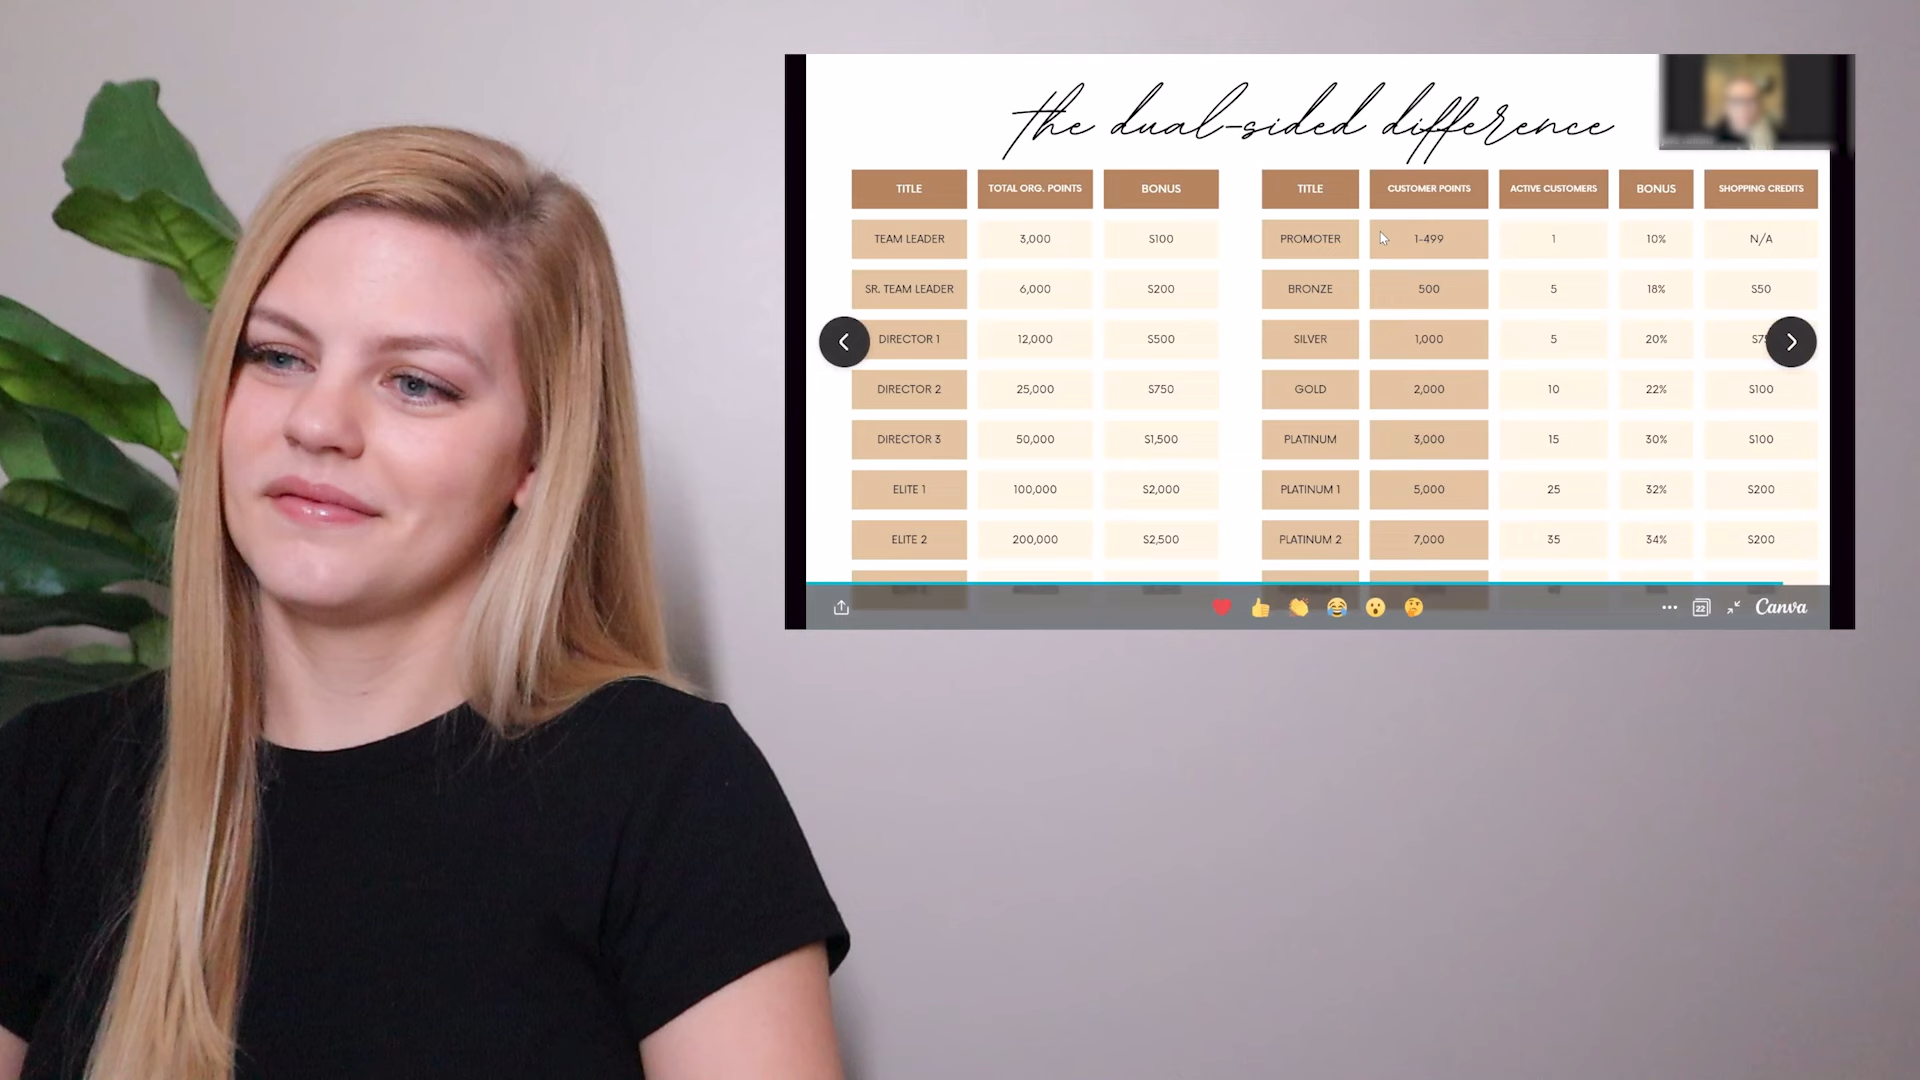 the dual-sided difference
TITLE TOTAL ORG. POINTS BONUS
TEAM LEADER 3,000 $100
SR. TEAM LEADER 6,000 $200
DIRECTOR 1 12,000 $500
DIRECTOR 2 25,000 $750
DIRECTOR 3 50,000 $1,500
ELITE 1 100,000 $2,000
ELITE 2 200,000 $2,500
TITLE CUSTOMER POINTS ACTIVE CUSTOMERS BONUS SHOPPING CREDITS
PROMOTER 1-499 1 10% N/A
BRONZE 500 5 18% $50
SILVER 1,000 5 20%
GOLD 2,000 10 22% $100
PLATINUM 3,000 15 30% $100
PLATINUM 1 5,000 25 32% $200
PLATINUM 2 7,000 35 34% $200
22 Canva